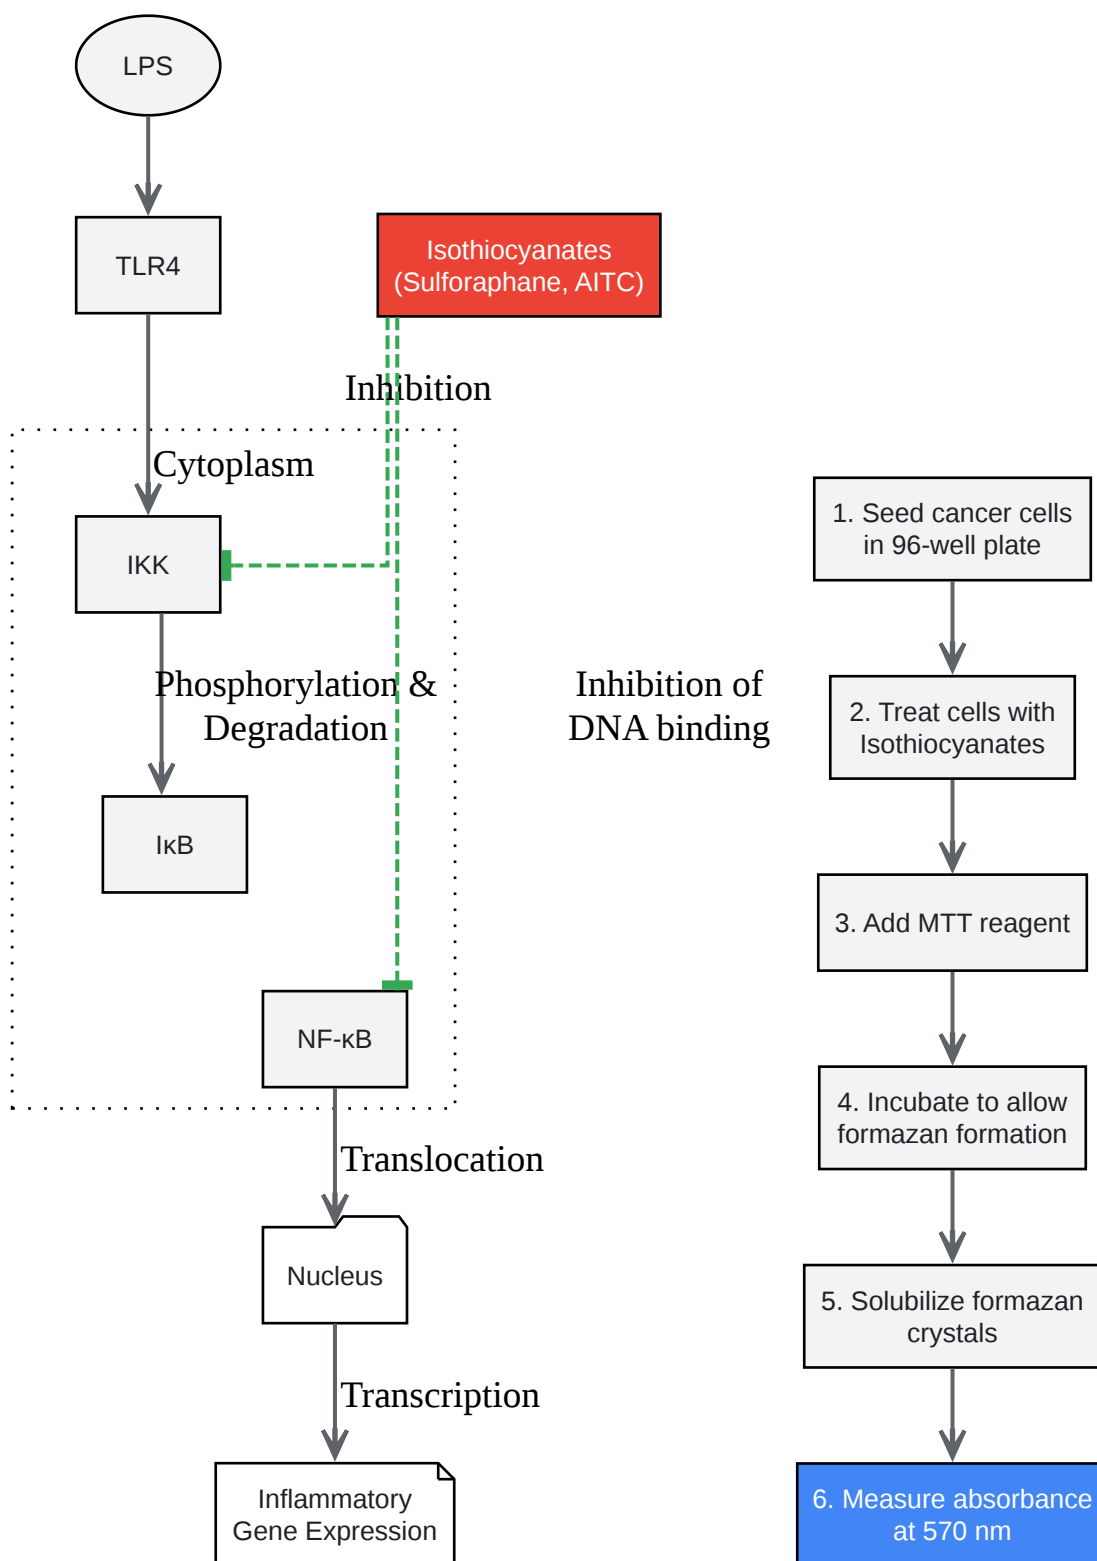 LPS
TLR4
Isothiocyanates
(Sulforaphane, AITC)
Inhibition
Cytoplasm
IKK
Phosphorylation &
Degradation
Inhibition of
DNA binding
IκB
NF-κB
Translocation
Nucleus
Transcription
Inflammatory
Gene Expression
1. Seed cancer cells
in 96-well plate
2. Treat cells with
Isothiocyanates
3. Add MTT reagent
4. Incubate to allow
formazan formation
5. Solubilize formazan
crystals
6. Measure absorbance
at 570 nm